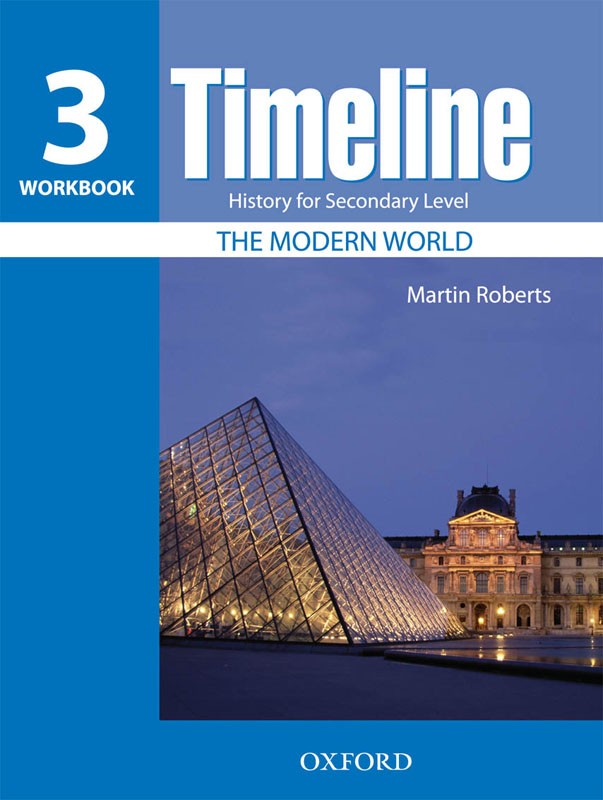 3
WORKBOOK
Timeline
History for Secondary Level
THE MODERN WORLD
Martin Roberts
OXFORD